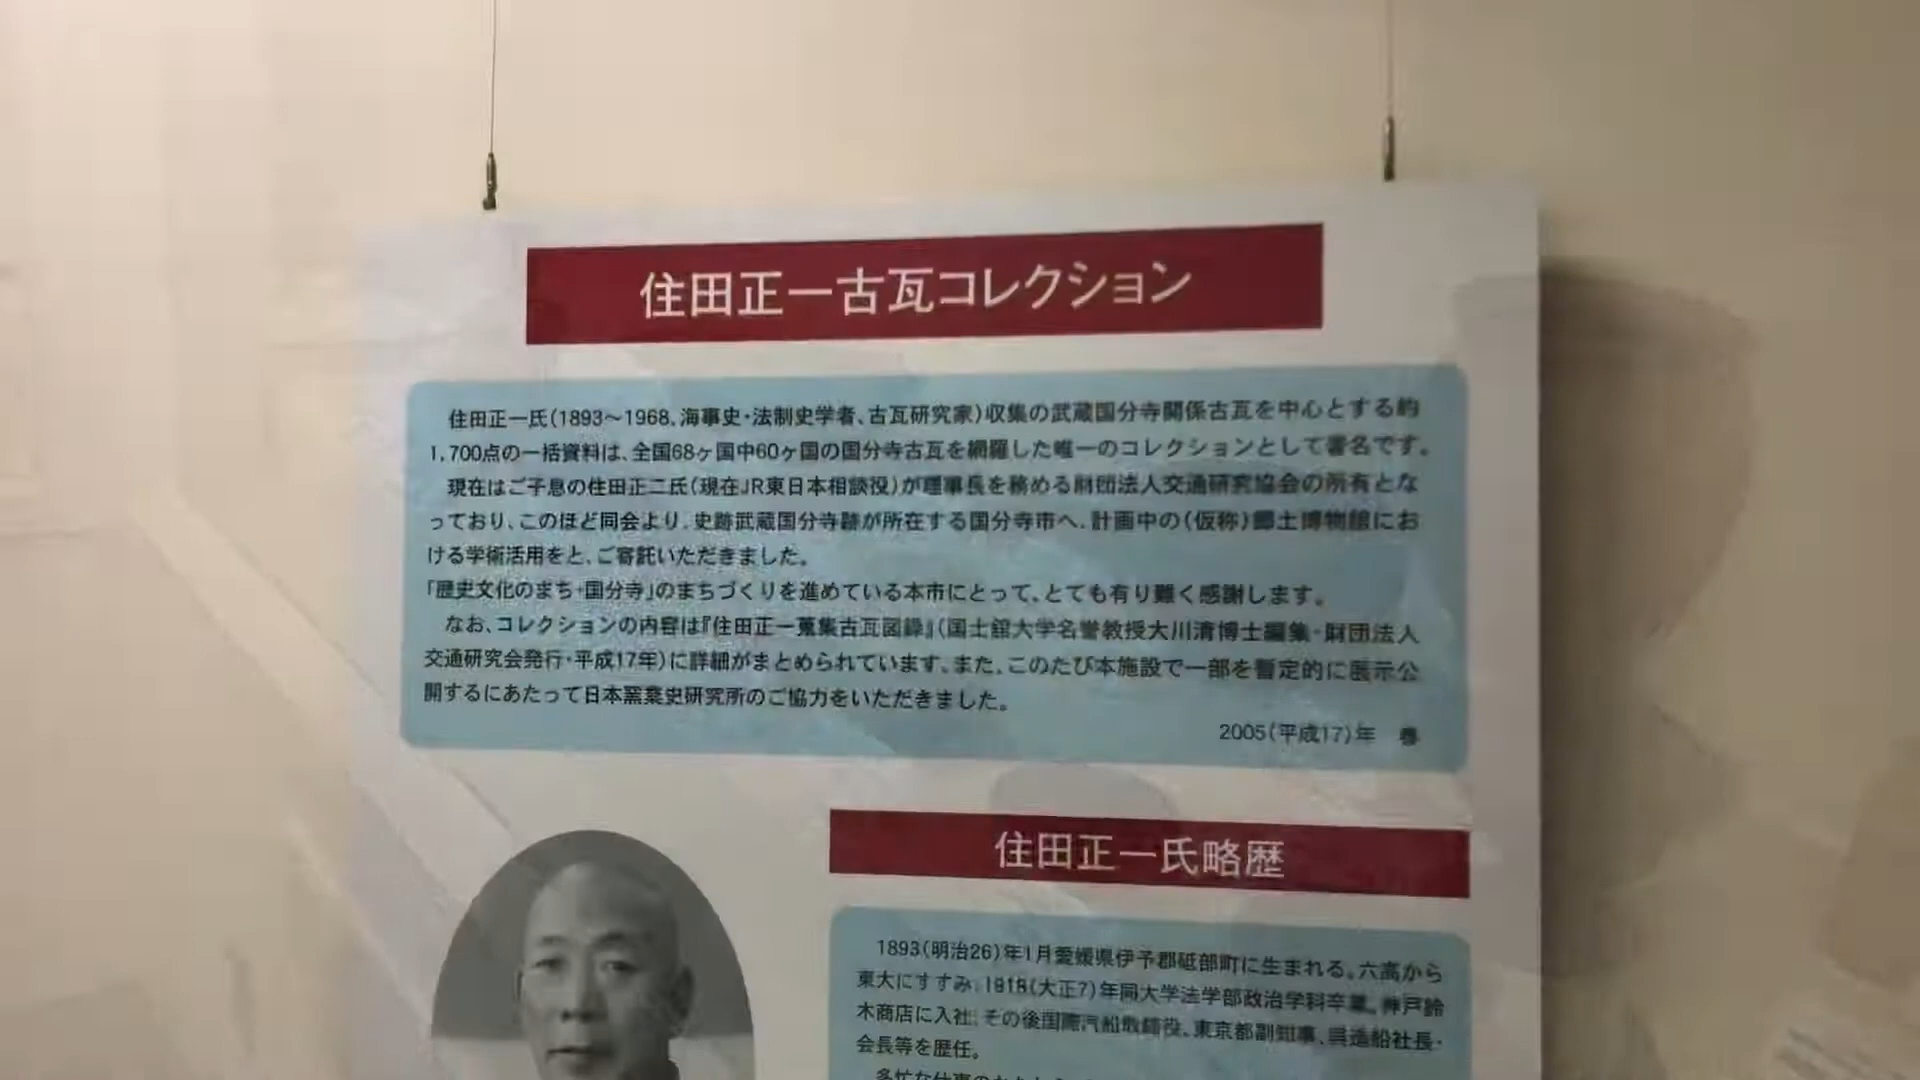 住田正一古瓦コレクション
住田正一氏(1893～1968、海事史・法制史学者、古瓦研究家)収集の武蔵国分寺関係古瓦を中心とする約
1,700点の一括資料は、全国68ヶ国中60ヶ国の国分寺古瓦を網羅した唯一のコレクションとして著名です。
現在はご子息の住田正二氏(現在JR東日本相談役)が理事長を務める財団法人交通研究協会の所有とな
っており、このほど同会より、史跡武蔵国分寺跡が所在する国分寺市へ、計画中の(仮称)郷土博物館にお
ける学術活用をと、ご寄託いただきました。
「歴史文化のまち・国分寺」のまちづくりを進めている本市にとって、とても有り難く感謝します。
なお、コレクションの内容は『住田正一蒐集古瓦図録』(国士舘大学名誉教授大川清博士編集・財団法人
交通研究会発行・平成17年)に詳細がまとめられています。また、このたび本施設で一部を暫定的に展示公
開するにあたって日本窯業史研究所のご協力をいただきました。
2005(平成17)年 春
住田正一氏略歴
1893(明治26)年1月愛媛県伊予郡砥部町に生まれる。六高から
東大にすすみ、1918(大正7)年同大学法学部政治学科卒業。神戸鈴
木商店に入社、その後国際汽船取締役、東京都副知事、呉造船社長・
会長等を歴任。